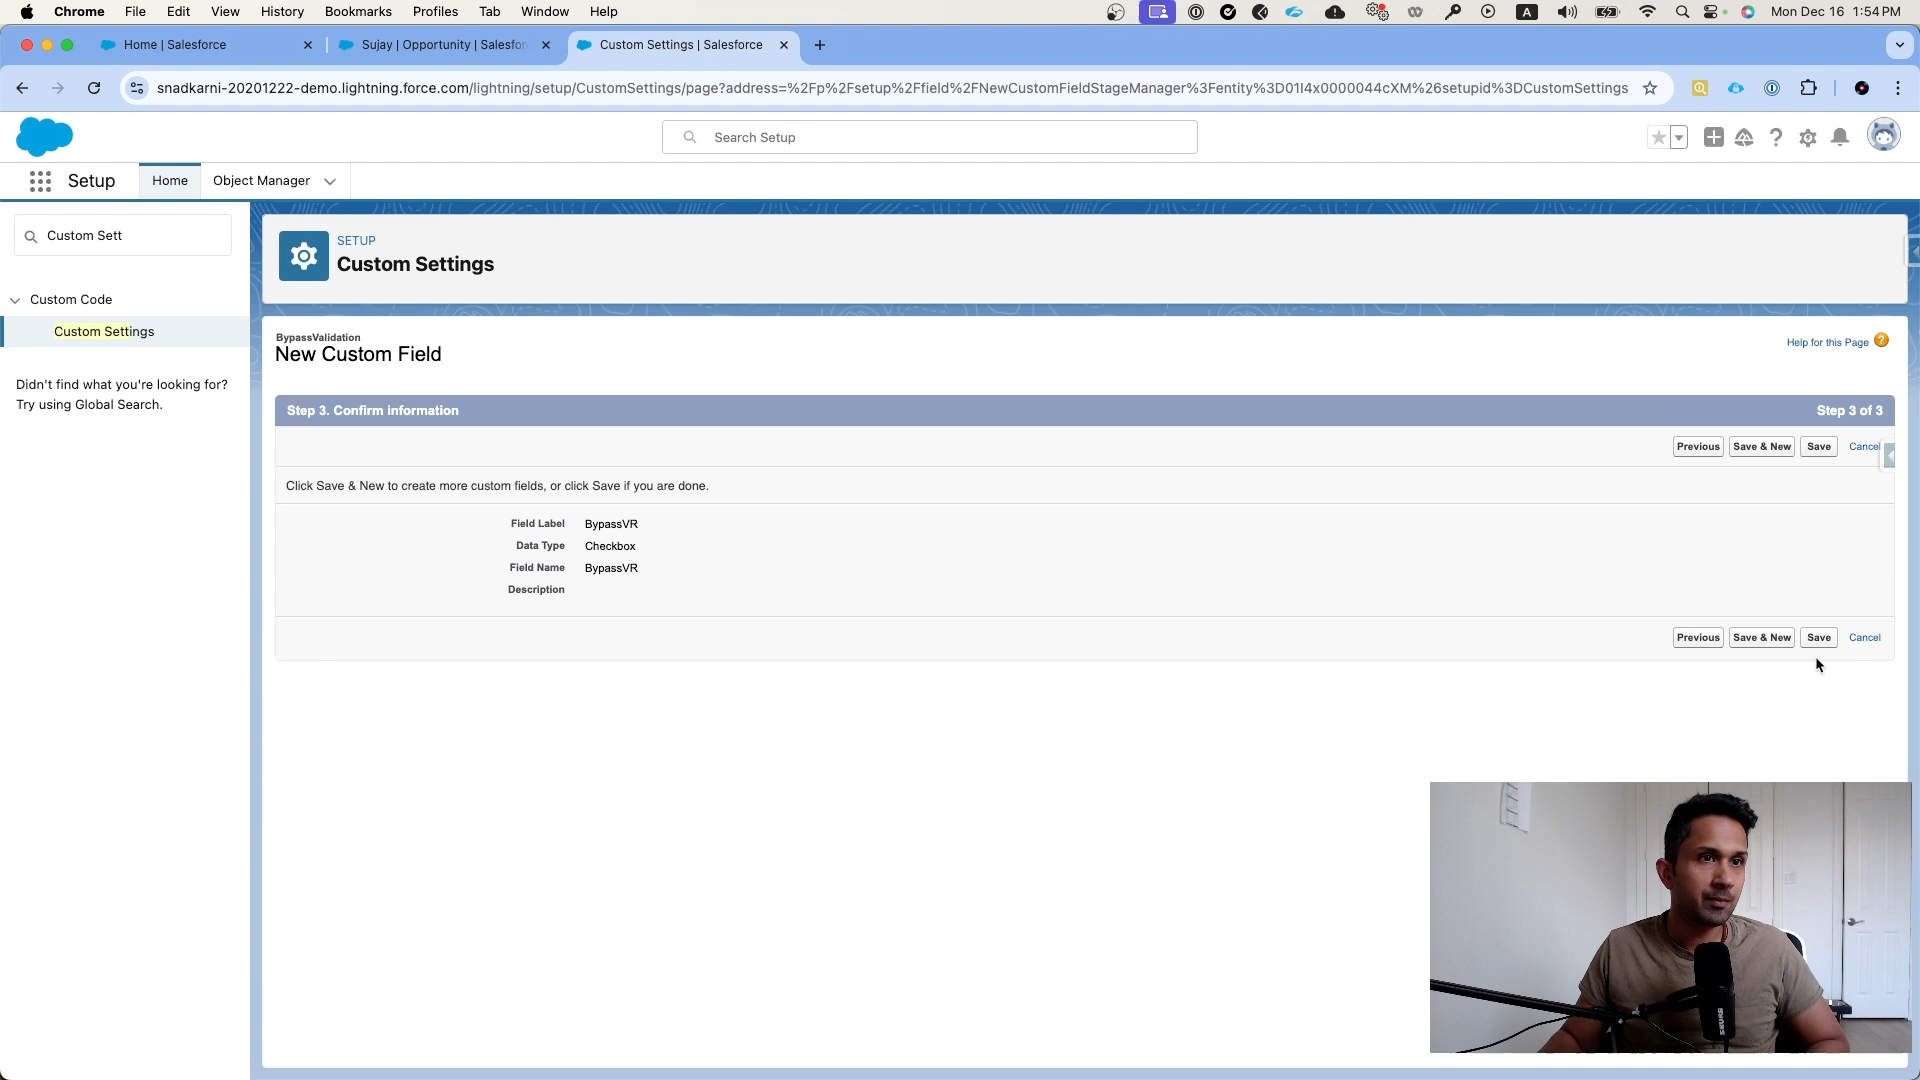 Chrome File Edit View History Bookmarks Profiles Tab Window Help
A
Mon Dec 16 1:54 PM
Home | Salesforce
Sujay | Opportunity | Salesfor
Custom Settings | Salesforce
snadkarni-20201222-demo.lightning.force.com/lightning/setup/CustomSettings/page?address=%2Fp%2Fsetup%2Ffield%2FNewCustomFieldStageManager%3Fentity%3D01I4x0000044cXM%26setupid%3DCustomSettings
Search Setup
Setup
Home
Object Manager
Custom Sett
Custom Code
Custom Settings
Didn't find what you're looking for?
Try using Global Search.
SETUP
Custom Settings
BypassValidation
New Custom Field
Help for this Page ?
Step 3. Confirm information
Step 3 of 3
Previous Save & New Save Cancel
Click Save & New to create more custom fields, or click Save if you are done.
Field Label BypassVR
Data Type Checkbox
Field Name BypassVR
Description
Previous Save & New Save Cancel
SHURE